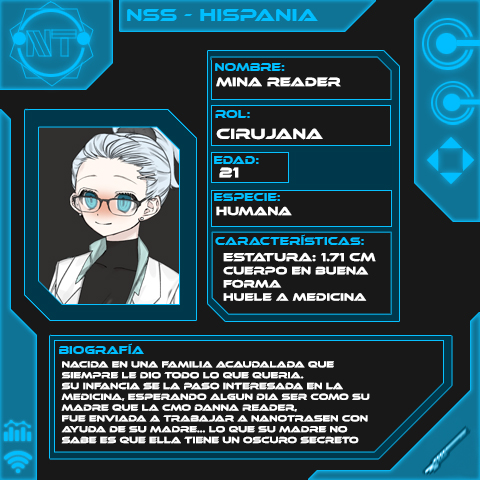 NT
NSS - HISPANIA
NOMBRE:
MINA READER
ROL:
CIRUJANA
EDAD:
21
ESPECIE:
HUMANA
CARACTERÍSTICAS:
ESTATURA: 1.71 CM
CUERPO EN BUENA
FORMA
HUELE A MEDICINA
BIOGRAFÍA
NACIDA EN UNA FAMILIA ACAUDALADA QUE
SIEMPRE LE DIO TODO LO QUE QUERIA.
SU INFANCIA SE LA PASO INTERESADA EN LA
MEDICINA, ESPERANDO ALGUN DIA SER COMO SU
MADRE QUE LA CMO DANNA READER,
FUE ENVIADA A TRABAJAR A NANOTRASEN CON
AYUDA DE SU MADRE... LO QUE SU MADRE NO
SABE ES QUE ELLA TIENE UN OSCURO SECRETO